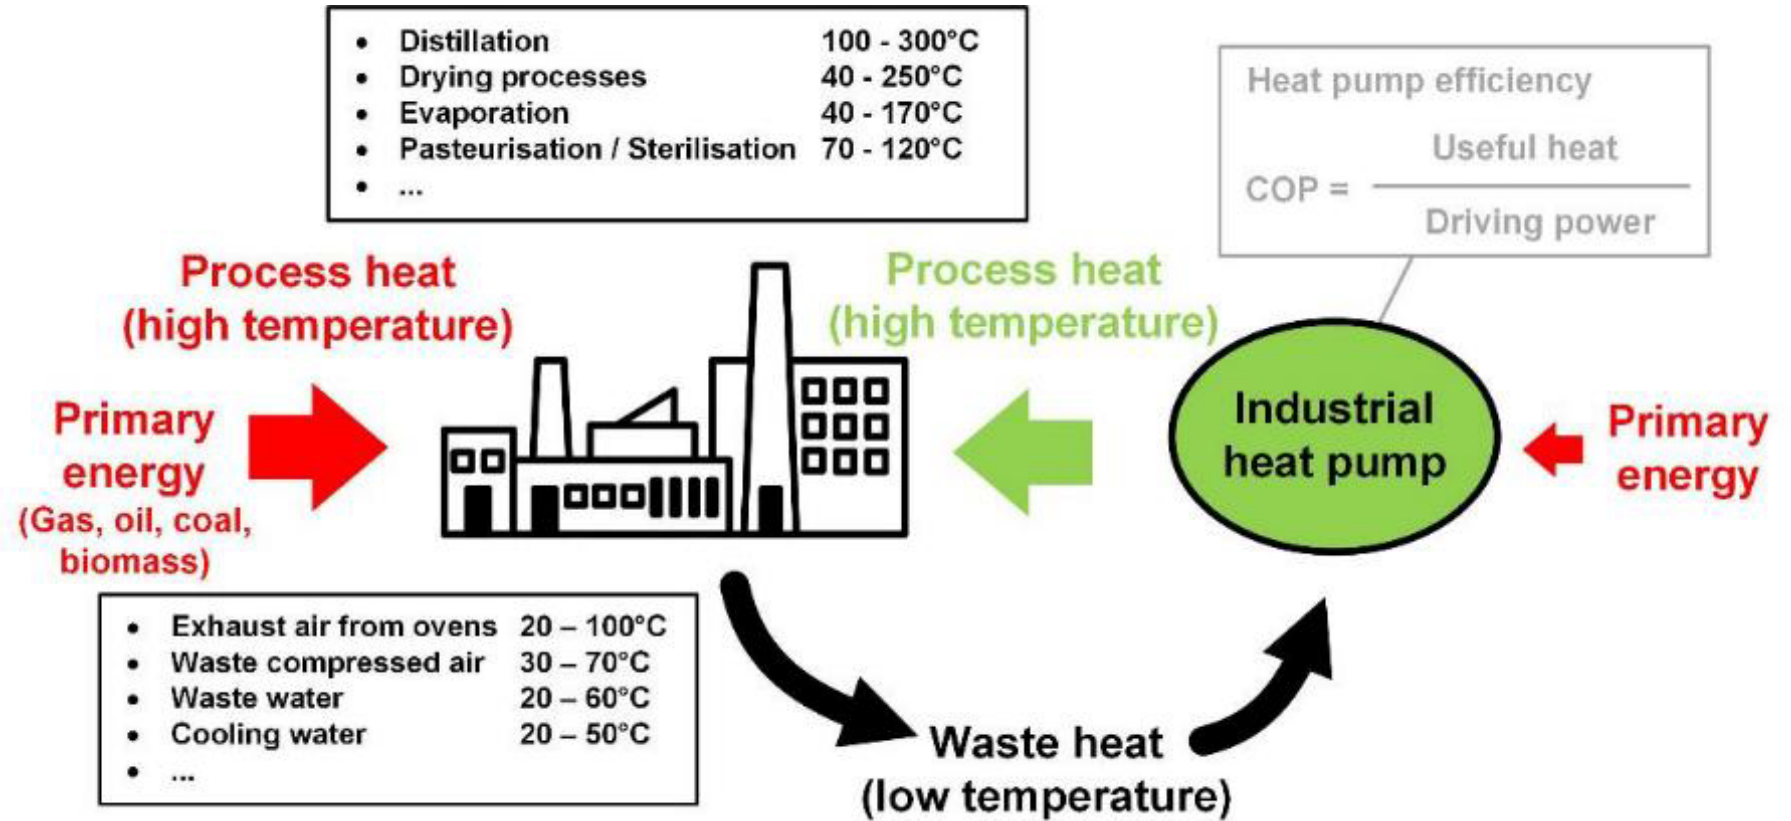 • Distillation 100 - 300°C
• Drying processes 40 - 250°C
• Evaporation 40 - 170°C
• Pasteurisation / Sterilisation 70 - 120°C
• ...
Heat pump efficiency
Useful heat
COP =
Driving power
Process heat
(high temperature)
Process heat
(high temperature)
Primary
energy
(Gas, oil, coal,
biomass)
Industrial
heat pump
Primary
energy
• Exhaust air from ovens 20 – 100°C
• Waste compressed air 30 – 70°C
• Waste water 20 – 60°C
• Cooling water 20 – 50°C
• ...
Waste heat
(low temperature)